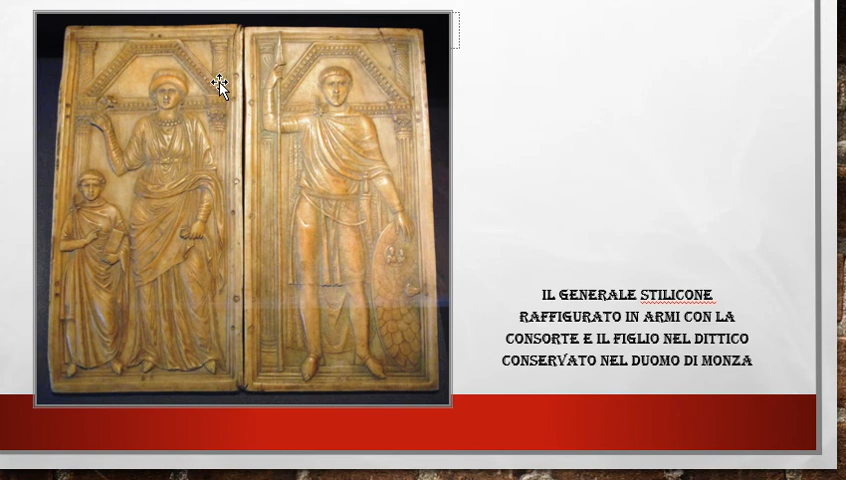 IL GENERALE STILICONE
RAFFIGURATO IN ARMI CON LA
CONSORTE E IL FIGLIO NEL DITTICO
CONSERVATO NEL DUOMO DI MONZA